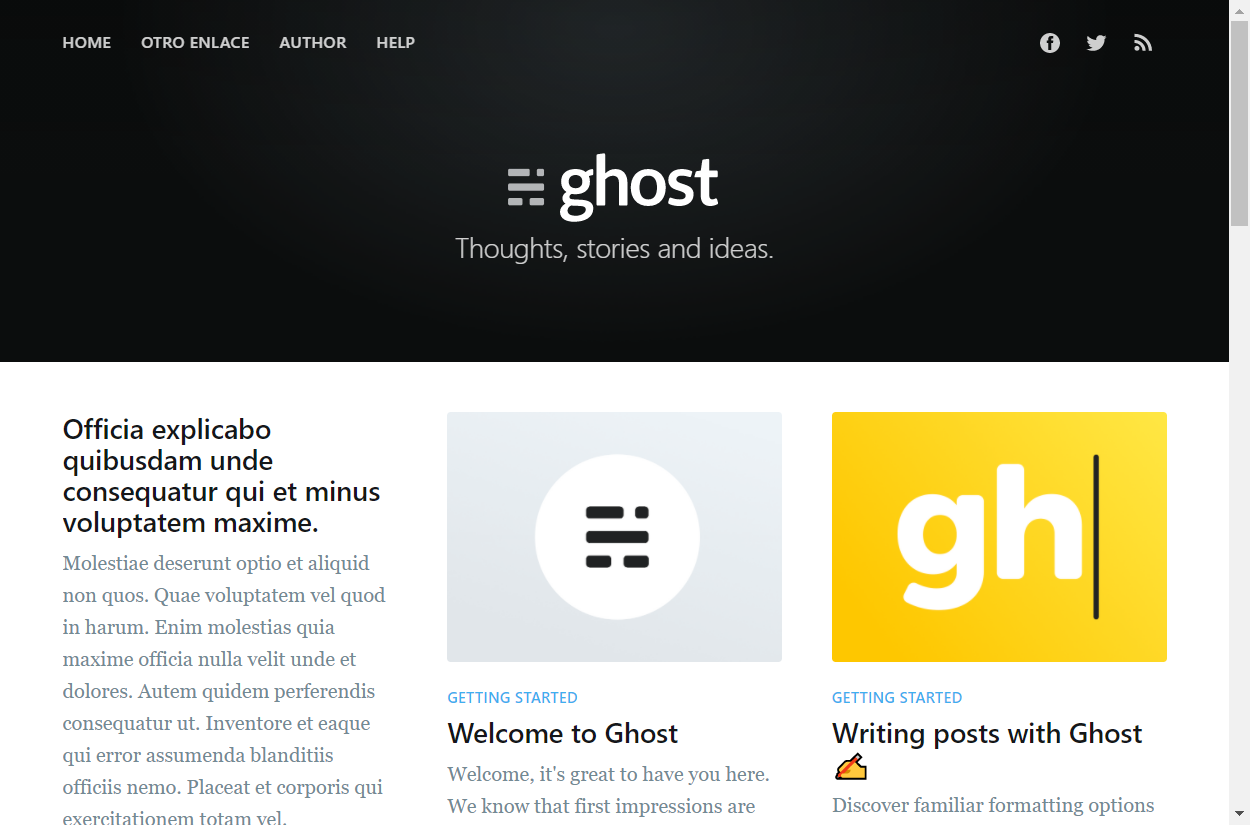 HOME OTRO ENLACE AUTHOR HELP
ghost
Thoughts, stories and ideas.
Officia explicabo
quibusdam unde
consequatur qui et minus
voluptatem maxime.
Molestiae deserunt optio et aliquid
non quos. Quae voluptatem vel quod
in harum. Enim molestias quia
maxime officia nulla velit unde et
dolores. Autem quidem perferendis
consequatur ut. Inventore et eaque
qui error assumenda blanditiis
officiis nemo. Placeat et corporis qui
exercitationem totam vel.
GETTING STARTED
Welcome to Ghost
Welcome, it's great to have you here.
We know that first impressions are
gh
GETTING STARTED
Writing posts with Ghost
✍️
Discover familiar formatting options